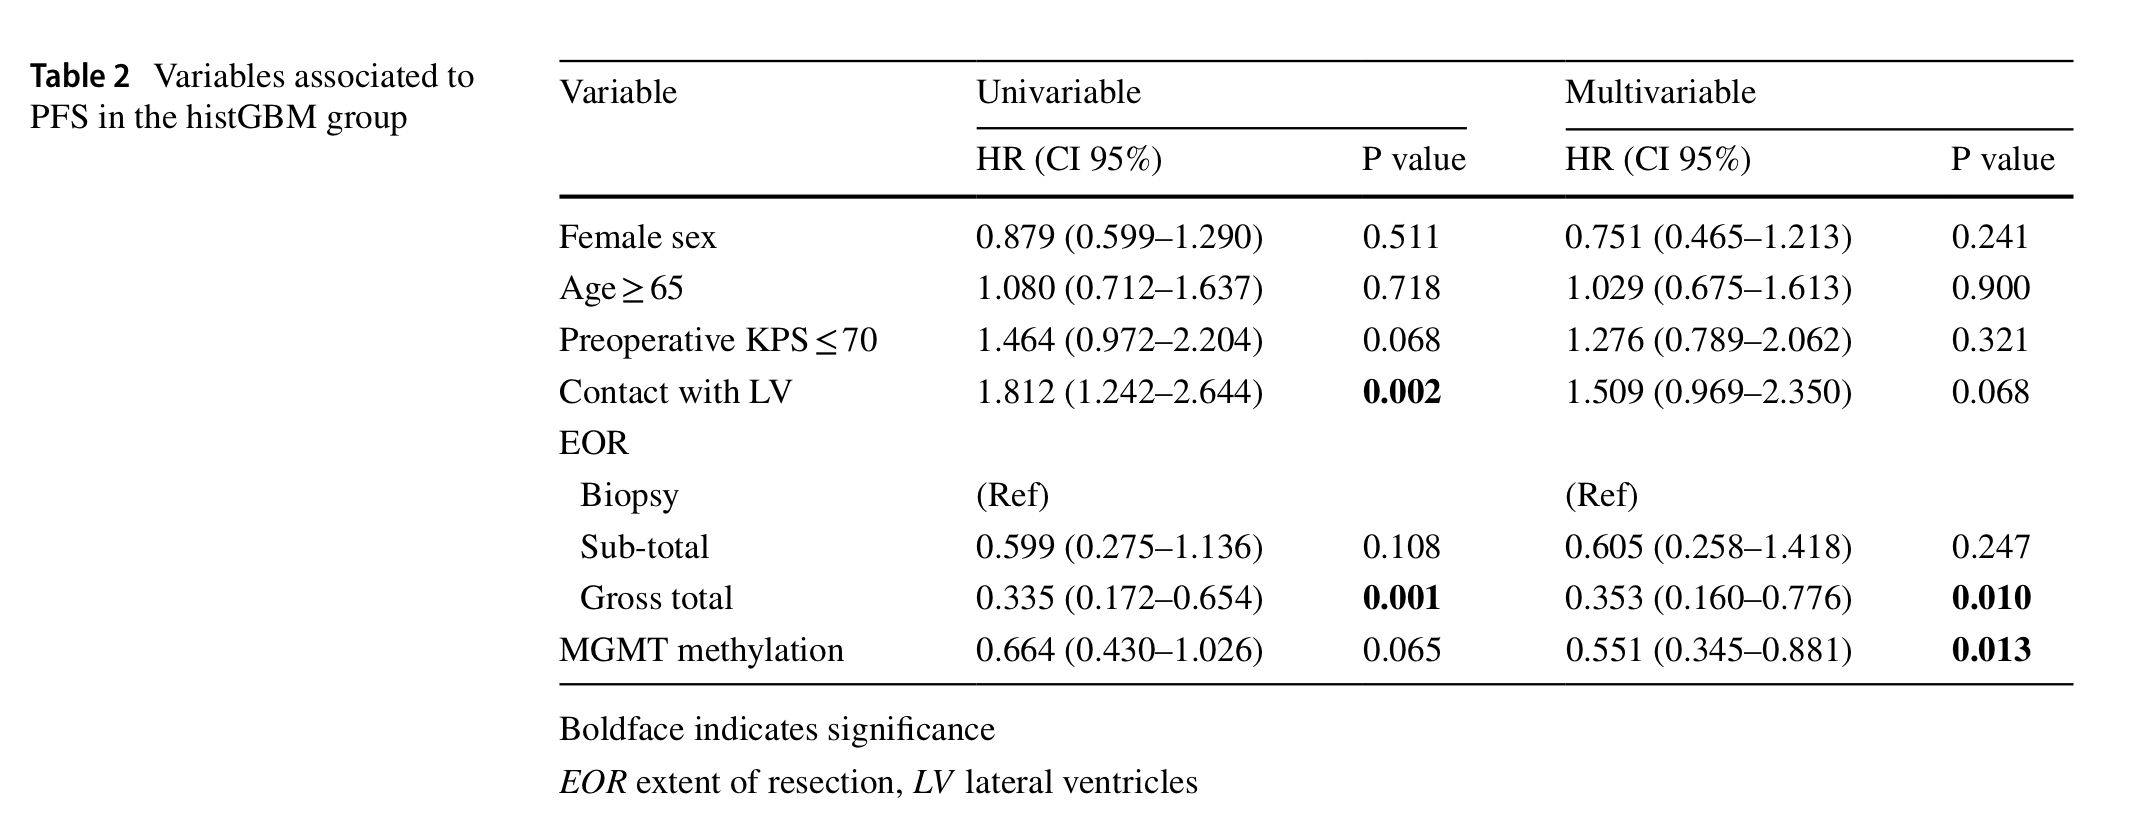 Table 2 Variables associated to
PFS in the histGBM group
Variable Univariable Multivariable
HR (CI 95%) P value HR (CI 95%) P value
Female sex 0.879 (0.599–1.290) 0.511 0.751 (0.465–1.213) 0.241
Age ≥ 65 1.080 (0.712–1.637) 0.718 1.029 (0.675–1.613) 0.900
Preoperative KPS ≤ 70 1.464 (0.972–2.204) 0.068 1.276 (0.789–2.062) 0.321
Contact with LV 1.812 (1.242–2.644) 0.002 1.509 (0.969–2.350) 0.068
EOR
Biopsy (Ref) (Ref)
Sub-total 0.599 (0.275–1.136) 0.108 0.605 (0.258–1.418) 0.247
Gross total 0.335 (0.172–0.654) 0.001 0.353 (0.160–0.776) 0.010
MGMT methylation 0.664 (0.430–1.026) 0.065 0.551 (0.345–0.881) 0.013
Boldface indicates significance
EOR extent of resection, LV lateral ventricles